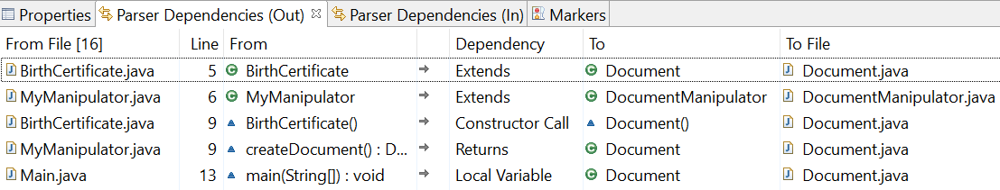 Properties Parser Dependencies (Out) Parser Dependencies (In) Markers
From File [16] Line From Dependency To To File
BirthCertificate.java 5 BirthCertificate Extends Document Document.java
MyManipulator.java 6 MyManipulator Extends DocumentManipulator DocumentManipulator.java
BirthCertificate.java 9 BirthCertificate() Constructor Call Document() Document.java
MyManipulator.java 9 createDocument() : D... Returns Document Document.java
Main.java 13 main(String[]) : void Local Variable Document Document.java